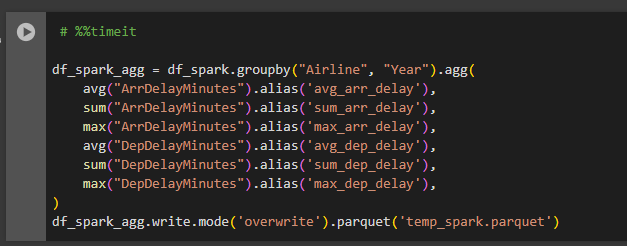 # %%timeit
df_spark_agg = df_spark.groupby("Airline", "Year").agg(
    avg("ArrDelayMinutes").alias('avg_arr_delay'),
    sum("ArrDelayMinutes").alias('sum_arr_delay'),
    max("ArrDelayMinutes").alias('max_arr_delay'),
    avg("DepDelayMinutes").alias('avg_dep_delay'),
    sum("DepDelayMinutes").alias('sum_dep_delay'),
    max("DepDelayMinutes").alias('max_dep_delay'),
)
df_spark_agg.write.mode('overwrite').parquet('temp_spark.parquet')